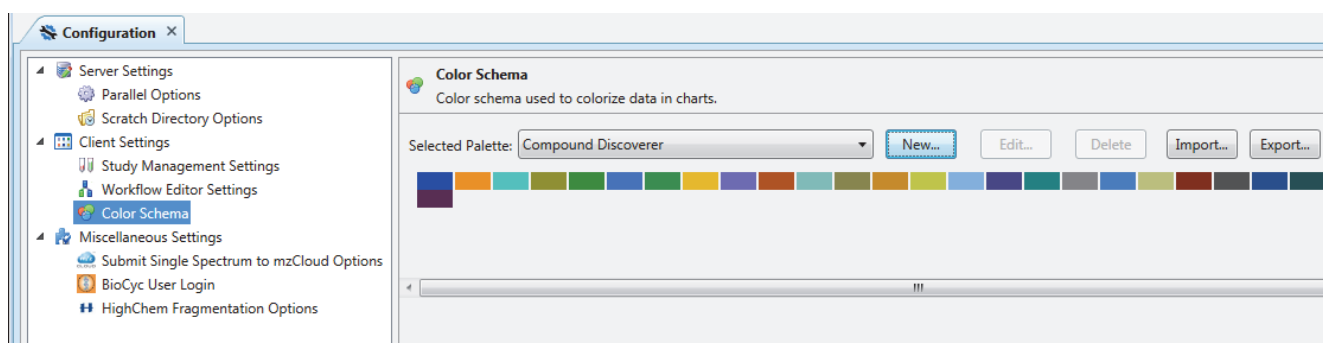 Configuration ×
Server Settings
Parallel Options
Scratch Directory Options
Client Settings
Study Management Settings
Workflow Editor Settings
Color Schema
Miscellaneous Settings
Submit Single Spectrum to mzCloud Options
BioCyc User Login
HighChem Fragmentation Options
Color Schema
Color schema used to colorize data in charts.
Selected Palette: Compound Discoverer New... Edit... Delete Import... Export...